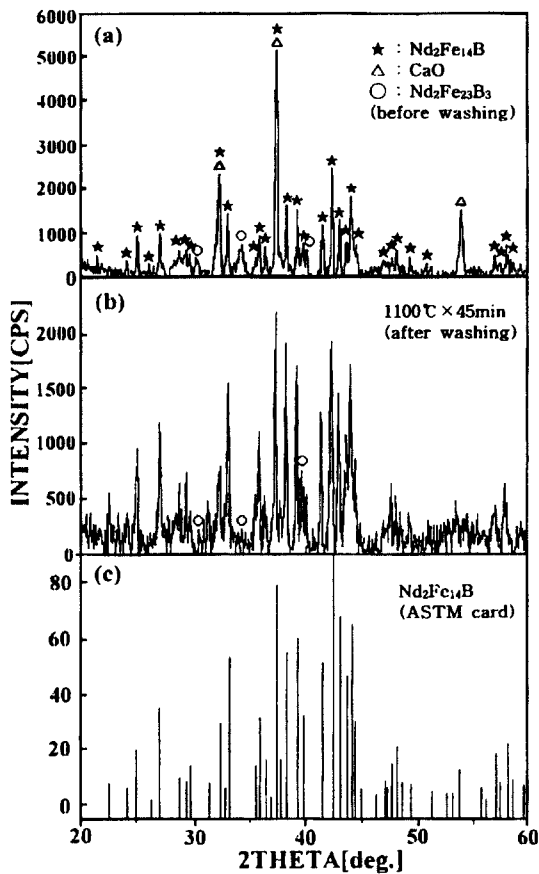 6000
(a)
★ : Nd₂Fe₁₄B
△ : CaO
○ : Nd₂Fe₂₃B₃
(before washing)
5000
4000
3000
2000
1000
0
(b)
1100℃×45min
(after washing)
2000
1500
1000
500
0
INTENSITY[CPS]
(c)
Nd₂Fe₁₄B
(ASTM card)
80
60
40
20
0
20 30 40 50 60
2THETA[deg.]